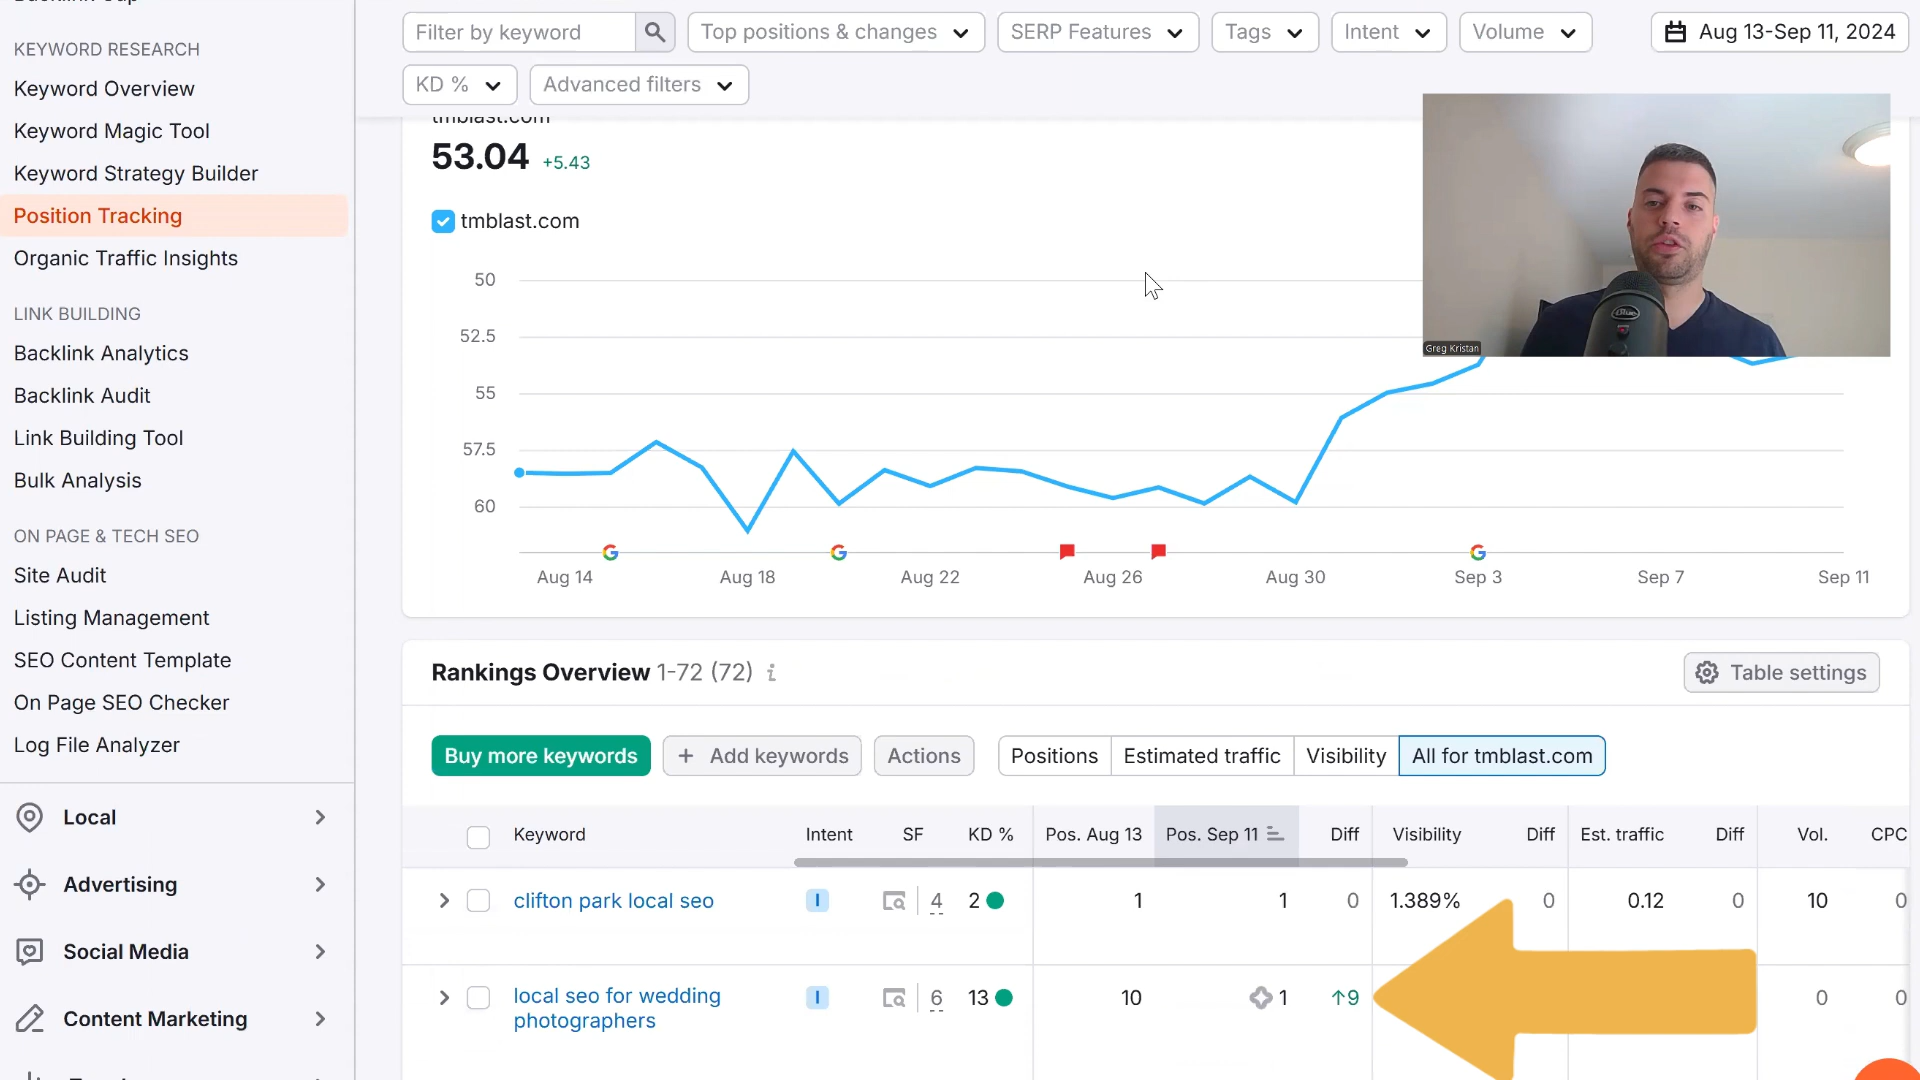 KEYWORD RESEARCH
Keyword Overview
Keyword Magic Tool
Keyword Strategy Builder
Position Tracking
Organic Traffic Insights
LINK BUILDING
Backlink Analytics
Backlink Audit
Link Building Tool
Bulk Analysis
ON PAGE & TECH SEO
Site Audit
Listing Management
SEO Content Template
On Page SEO Checker
Log File Analyzer
Local
Advertising
Social Media
Content Marketing
Filter by keyword
Top positions & changes
SERP Features
Tags
Intent
Volume
Aug 13-Sep 11, 2024
KD %
Advanced filters
tmblast.com
53.04 +5.43
tmblast.com
50
52.5
55
57.5
60
Aug 14 Aug 18 Aug 22 Aug 26 Aug 30 Sep 3 Sep 7 Sep 11
Blue
Greg Kristan
Rankings Overview 1-72 (72) i
Table settings
Buy more keywords + Add keywords Actions Positions Estimated traffic Visibility All for tmblast.com
Keyword Intent SF KD % Pos. Aug 13 Pos. Sep 11 Diff Visibility Diff Est. traffic Diff Vol. CPC
clifton park local seo I 4 2 1 1 0 1.389% 0 0.12 0 10 0
local seo for wedding photographers I 6 13 10 1 ↑9 0 0